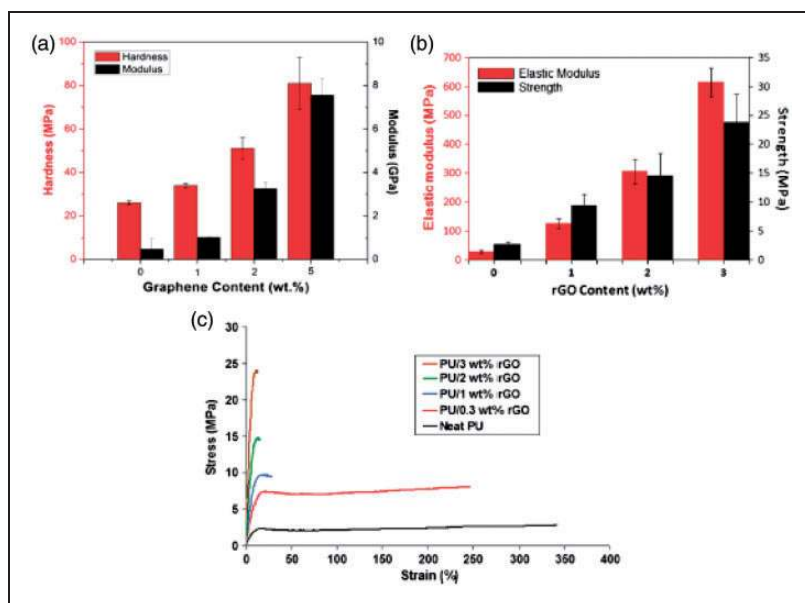 (a)
Hardness
Modulus
100
80
60
40
20
0
Hardness (MPa)
10
8
6
4
2
0
Modulus (GPa)
0 1 2 5
Graphene Content (wt.%)
(b)
Elastic Modulus
Strength
700
600
500
400
300
200
100
0
Elastic modulus (MPa)
35
30
25
20
15
10
5
0
Strength (MPa)
0 1 2 3
rGO Content (wt%)
(c)
PU/3 wt% rGO
PU/2 wt% rGO
PU/1 wt% rGO
PU/0.3 wt% rGO
Neat PU
30
25
20
15
10
5
0
Stress (MPa)
0 50 100 150 200 250 300 350 400
Strain (%)